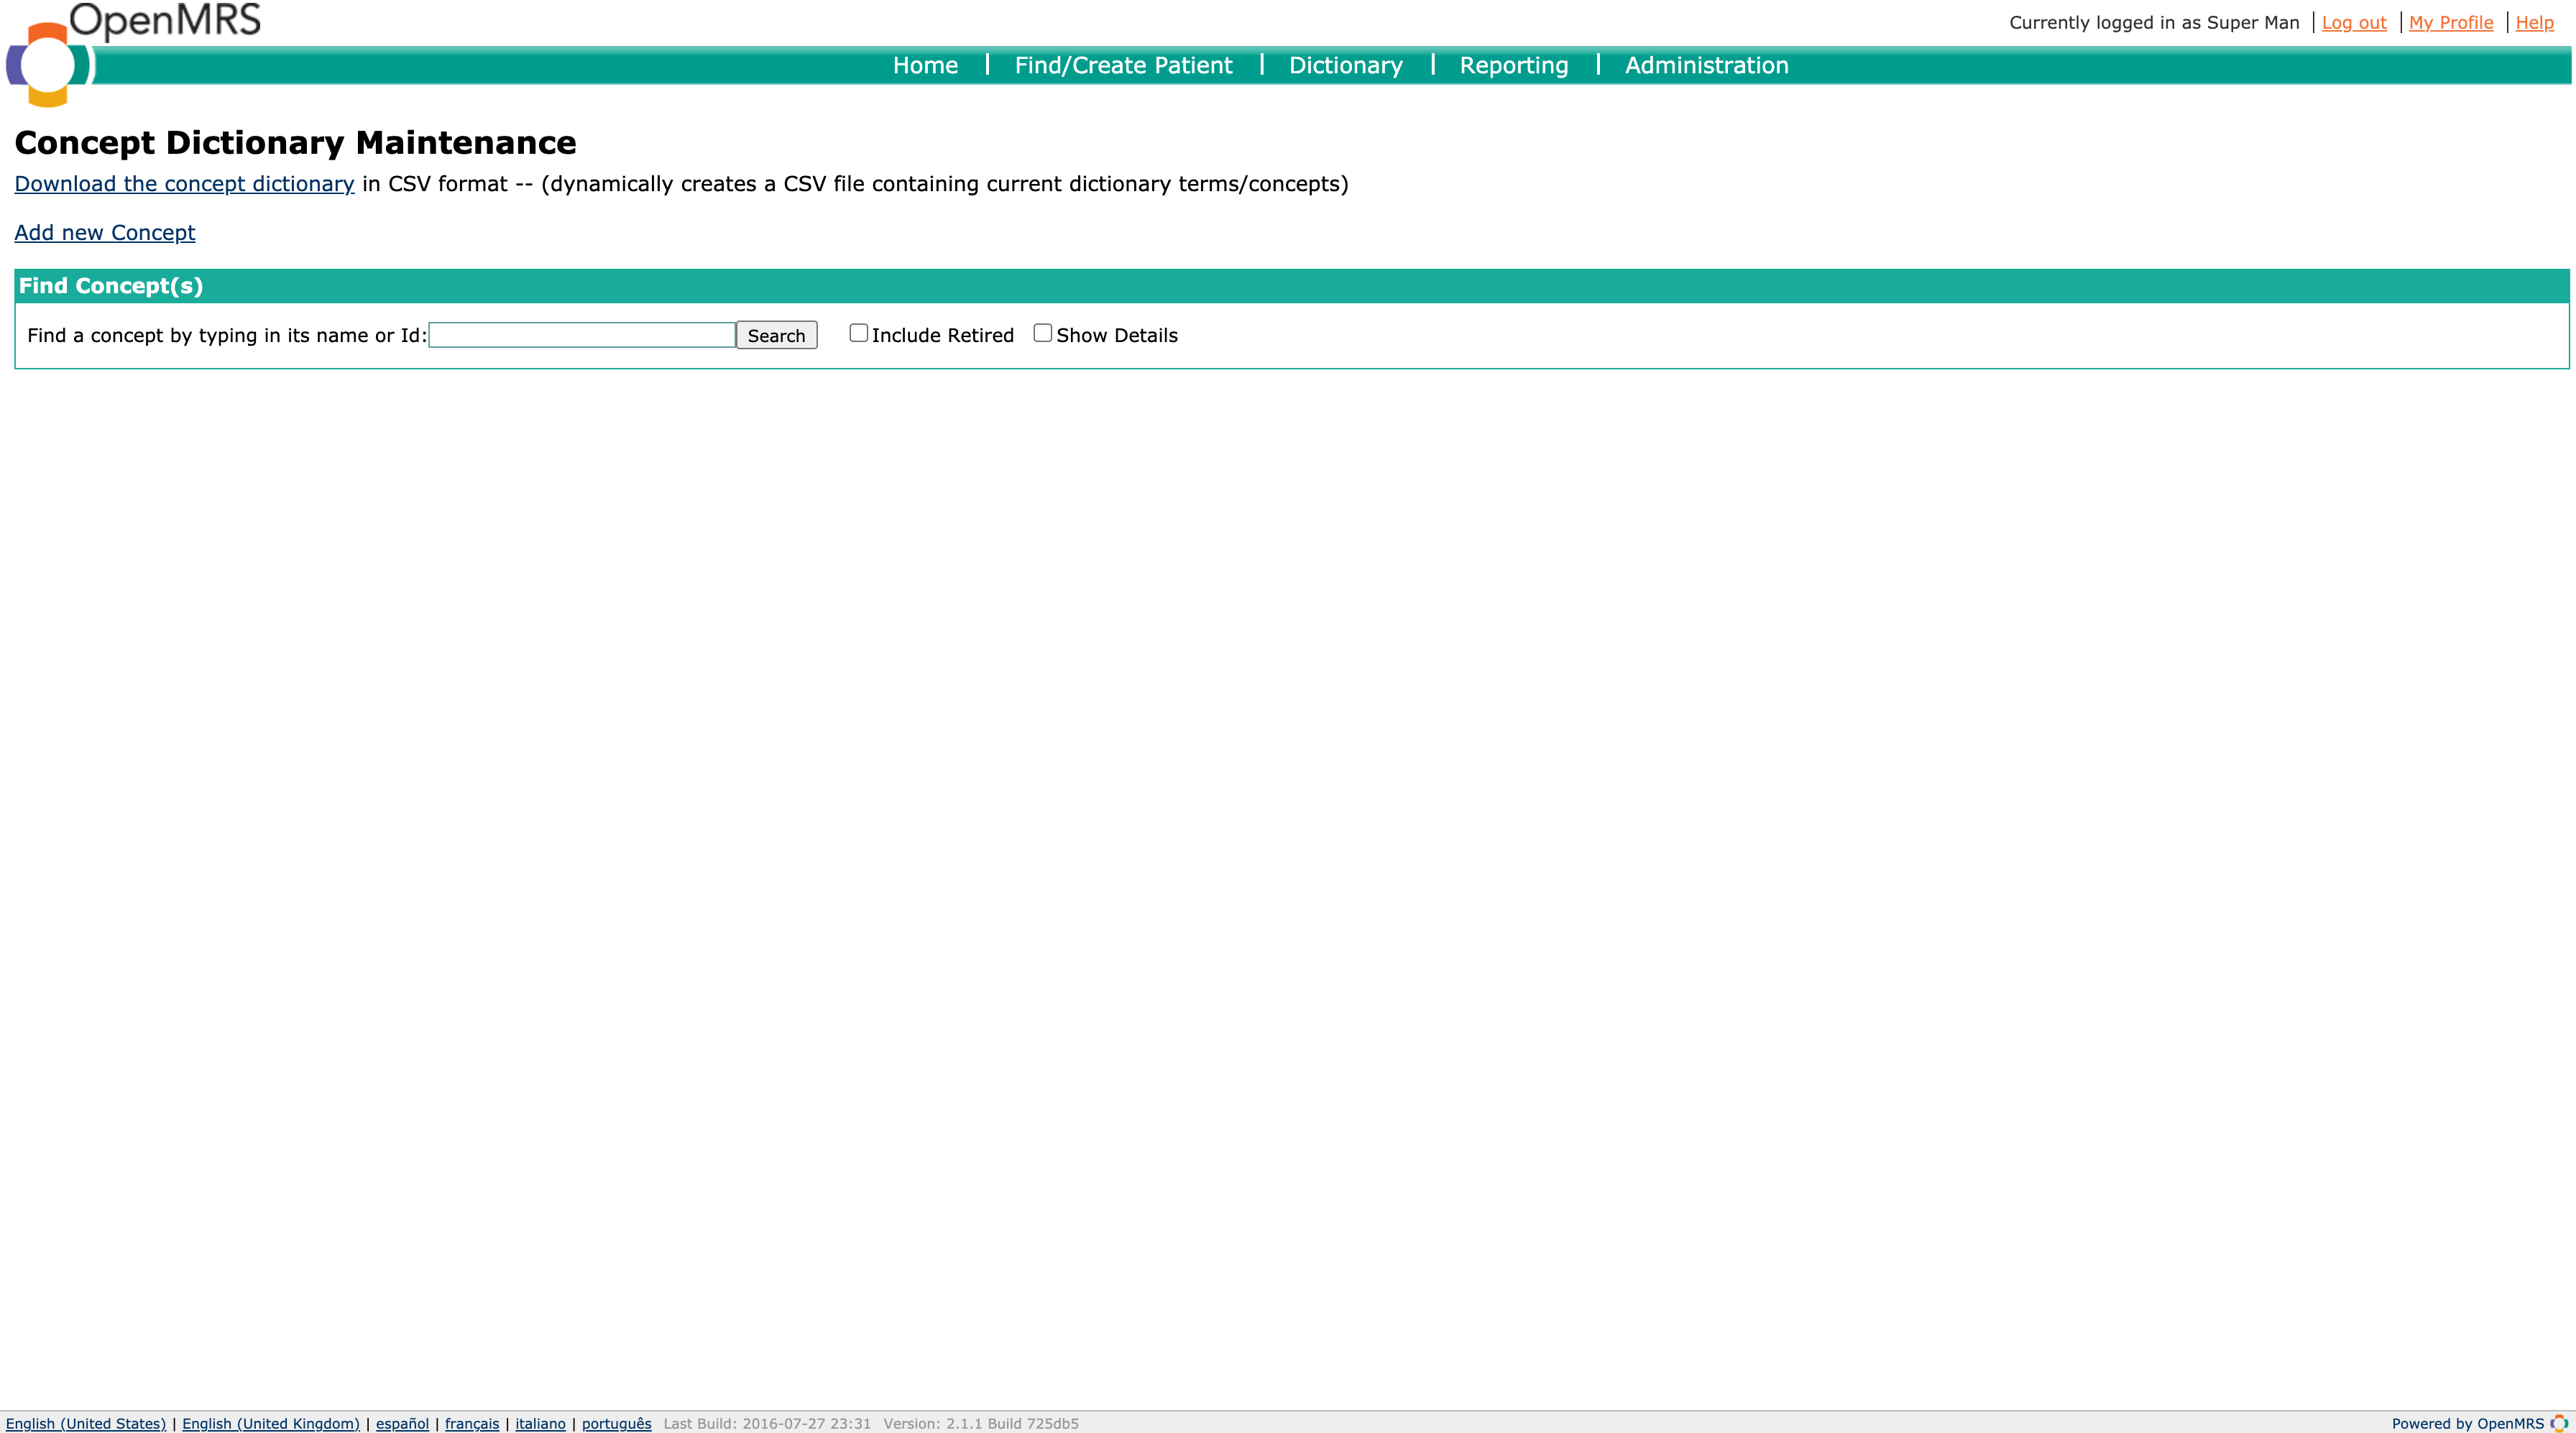 OpenMRS
Currently logged in as Super Man | Log out | My Profile | Help
Home | Find/Create Patient | Dictionary | Reporting | Administration
Concept Dictionary Maintenance
Download the concept dictionary in CSV format -- (dynamically creates a CSV file containing current dictionary terms/concepts)
Add new Concept
Find Concept(s)
Find a concept by typing in its name or Id: Search Include Retired Show Details
English (United States) | English (United Kingdom) | español | français | italiano | português Last Build: 2016-07-27 23:31 Version: 2.1.1 Build 725db5 Powered by OpenMRS